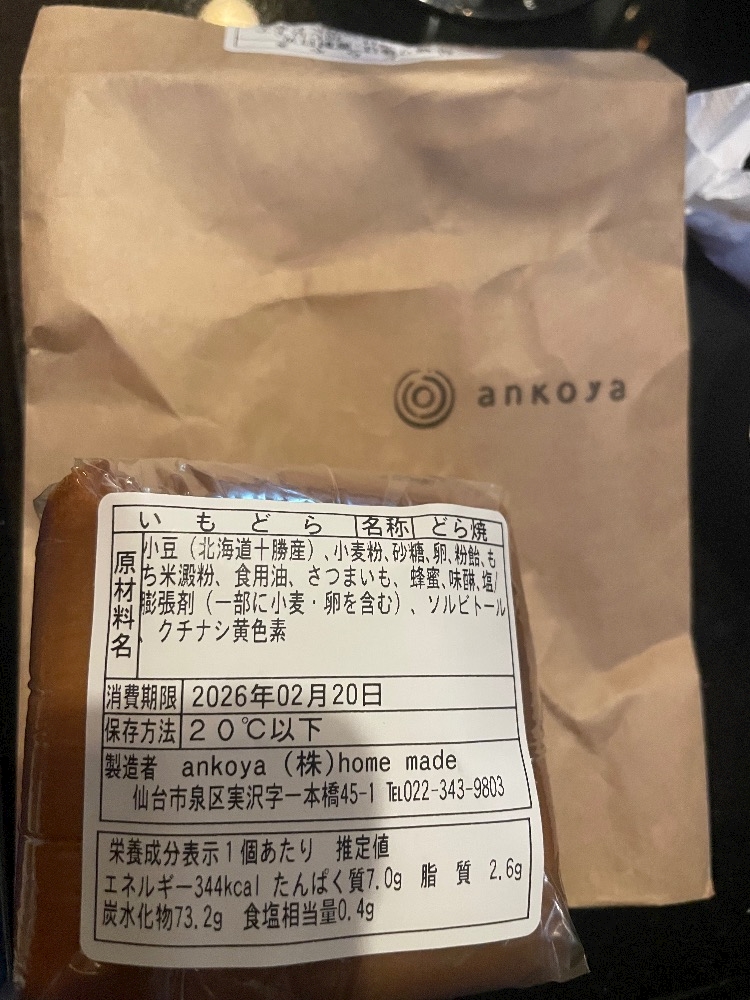 ankoya
いもどら 名称 どら焼
原材料名
小豆（北海道十勝産）、小麦粉、砂糖、卵、粉飴、も
ち米澱粉、食用油、さつまいも、蜂蜜、味醂、塩/
膨張剤（一部に小麦・卵を含む）、ソルビトール
、クチナシ黄色素
消費期限 2026年02月20日
保存方法 20℃以下
製造者 ankoya (株)home made
仙台市泉区実沢字一本橋45-1 TEL022-343-9803
栄養成分表示1個あたり 推定値
エネルギー344kcal たんぱく質7.0g 脂質 2.6g
炭水化物73.2g 食塩相当量0.4g